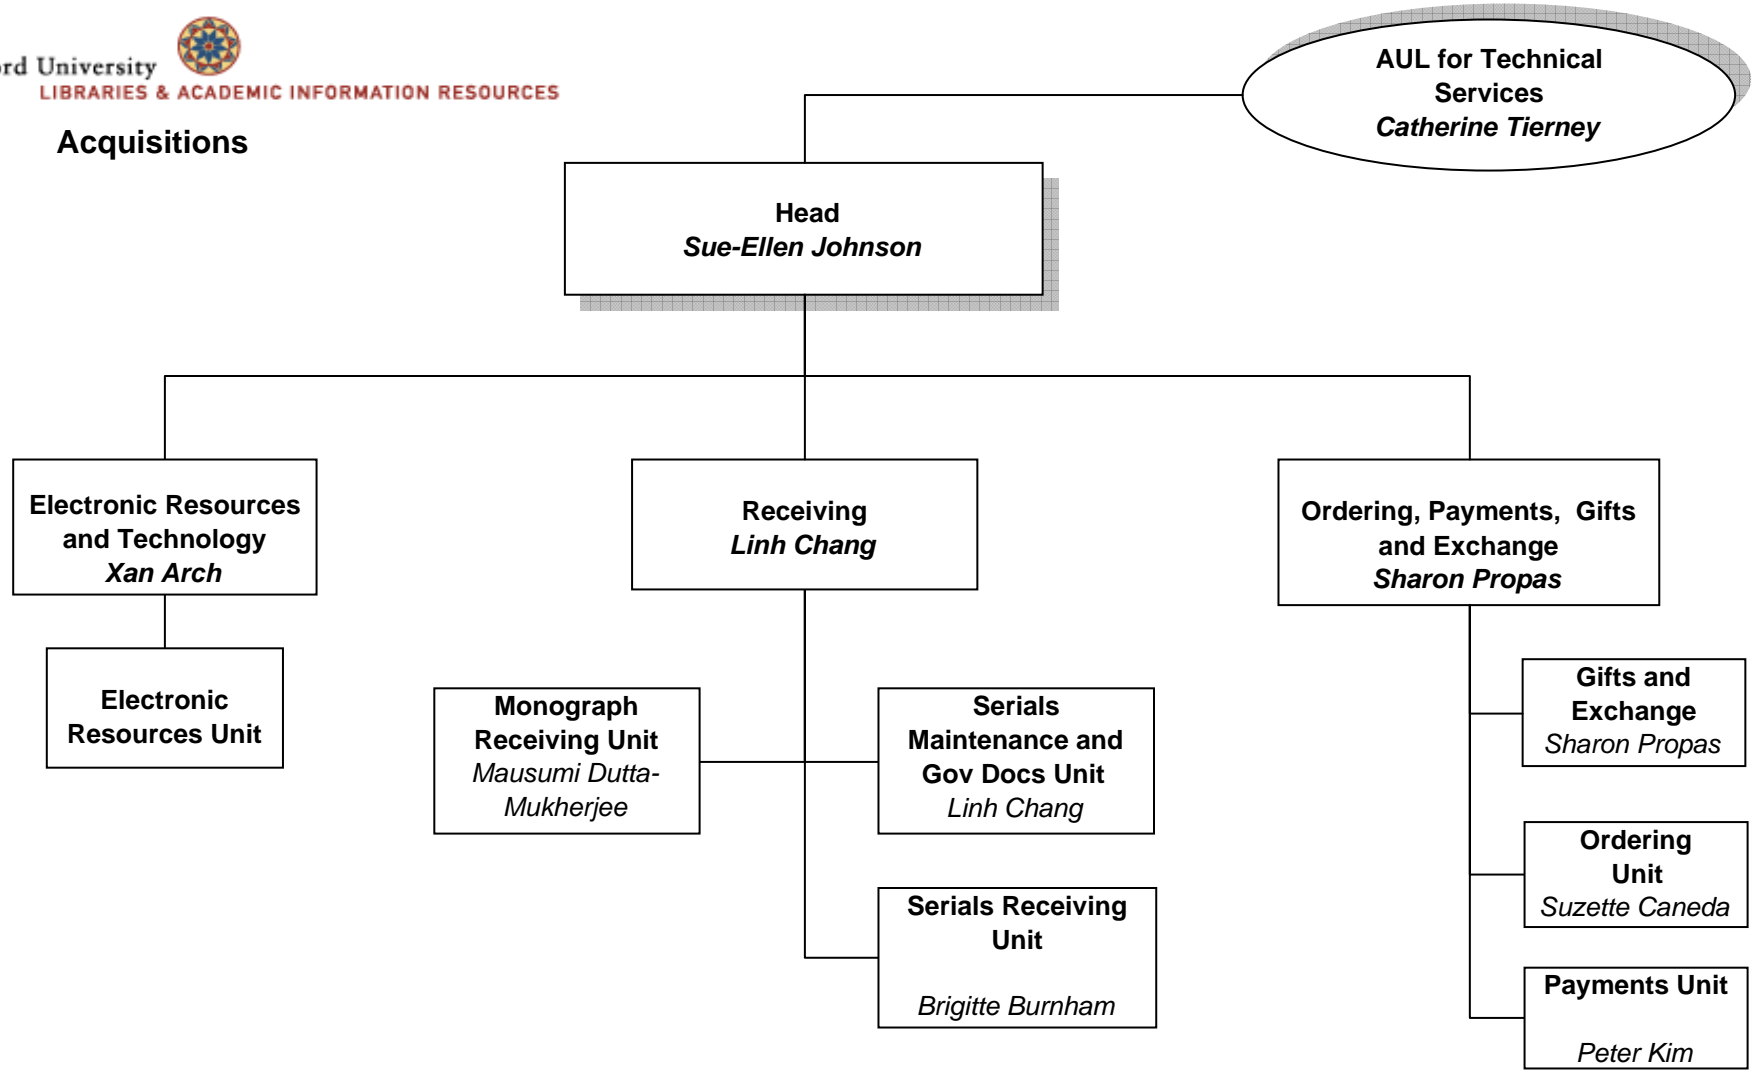 University
LIBRARIES & ACADEMIC INFORMATION RESOURCES
Acquisitions
AUL for Technical
Services
Catherine Tierney
Head
Sue-Ellen Johnson
Electronic Resources
and Technology
Xan Arch
Receiving
Linh Chang
Ordering, Payments, Gifts
and Exchange
Sharon Propas
Electronic
Resources Unit
Monograph
Receiving Unit
Mausumi Dutta-
Mukherjee
Serials
Maintenance and
Gov Docs Unit
Linh Chang
Serials Receiving
Unit
Brigitte Burnham
Gifts and
Exchange
Sharon Propas
Ordering
Unit
Suzette Caneda
Payments Unit
Peter Kim